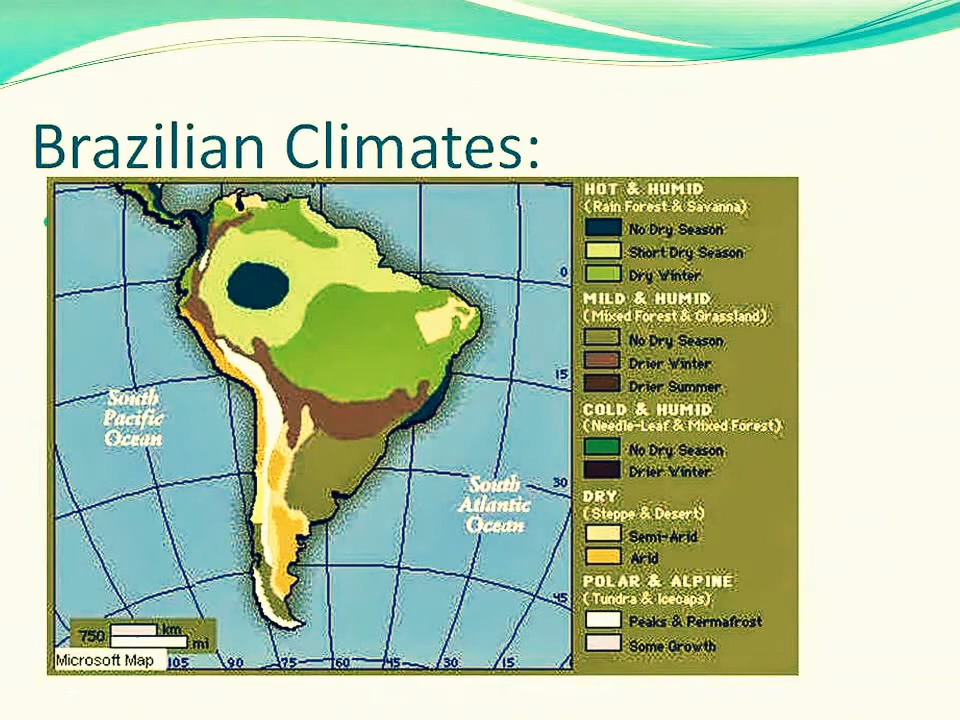 Brazilian Climates:
HOT & HUMID
(Rain Forest & Savanna)
No Dry Season
Short Dry Season
Dry Winter
MILD & HUMID
(Mixed Forest & Grassland)
No Dry Season
Drier Winter
Drier Summer
COLD & HUMID
(Needle-Leaf & Mixed Forest)
No Dry Season
Drier Winter
DRY
(Steppe & Desert)
Semi-Arid
Arid
POLAR & ALPINE
(Tundra & Icecaps)
Peaks & Permafrost
Some Growth
0
15
30
45
South
Pacific
Ocean
South
Atlantic
Ocean
750 km
mi
Microsoft Map
105 90 75 60 45 30 15